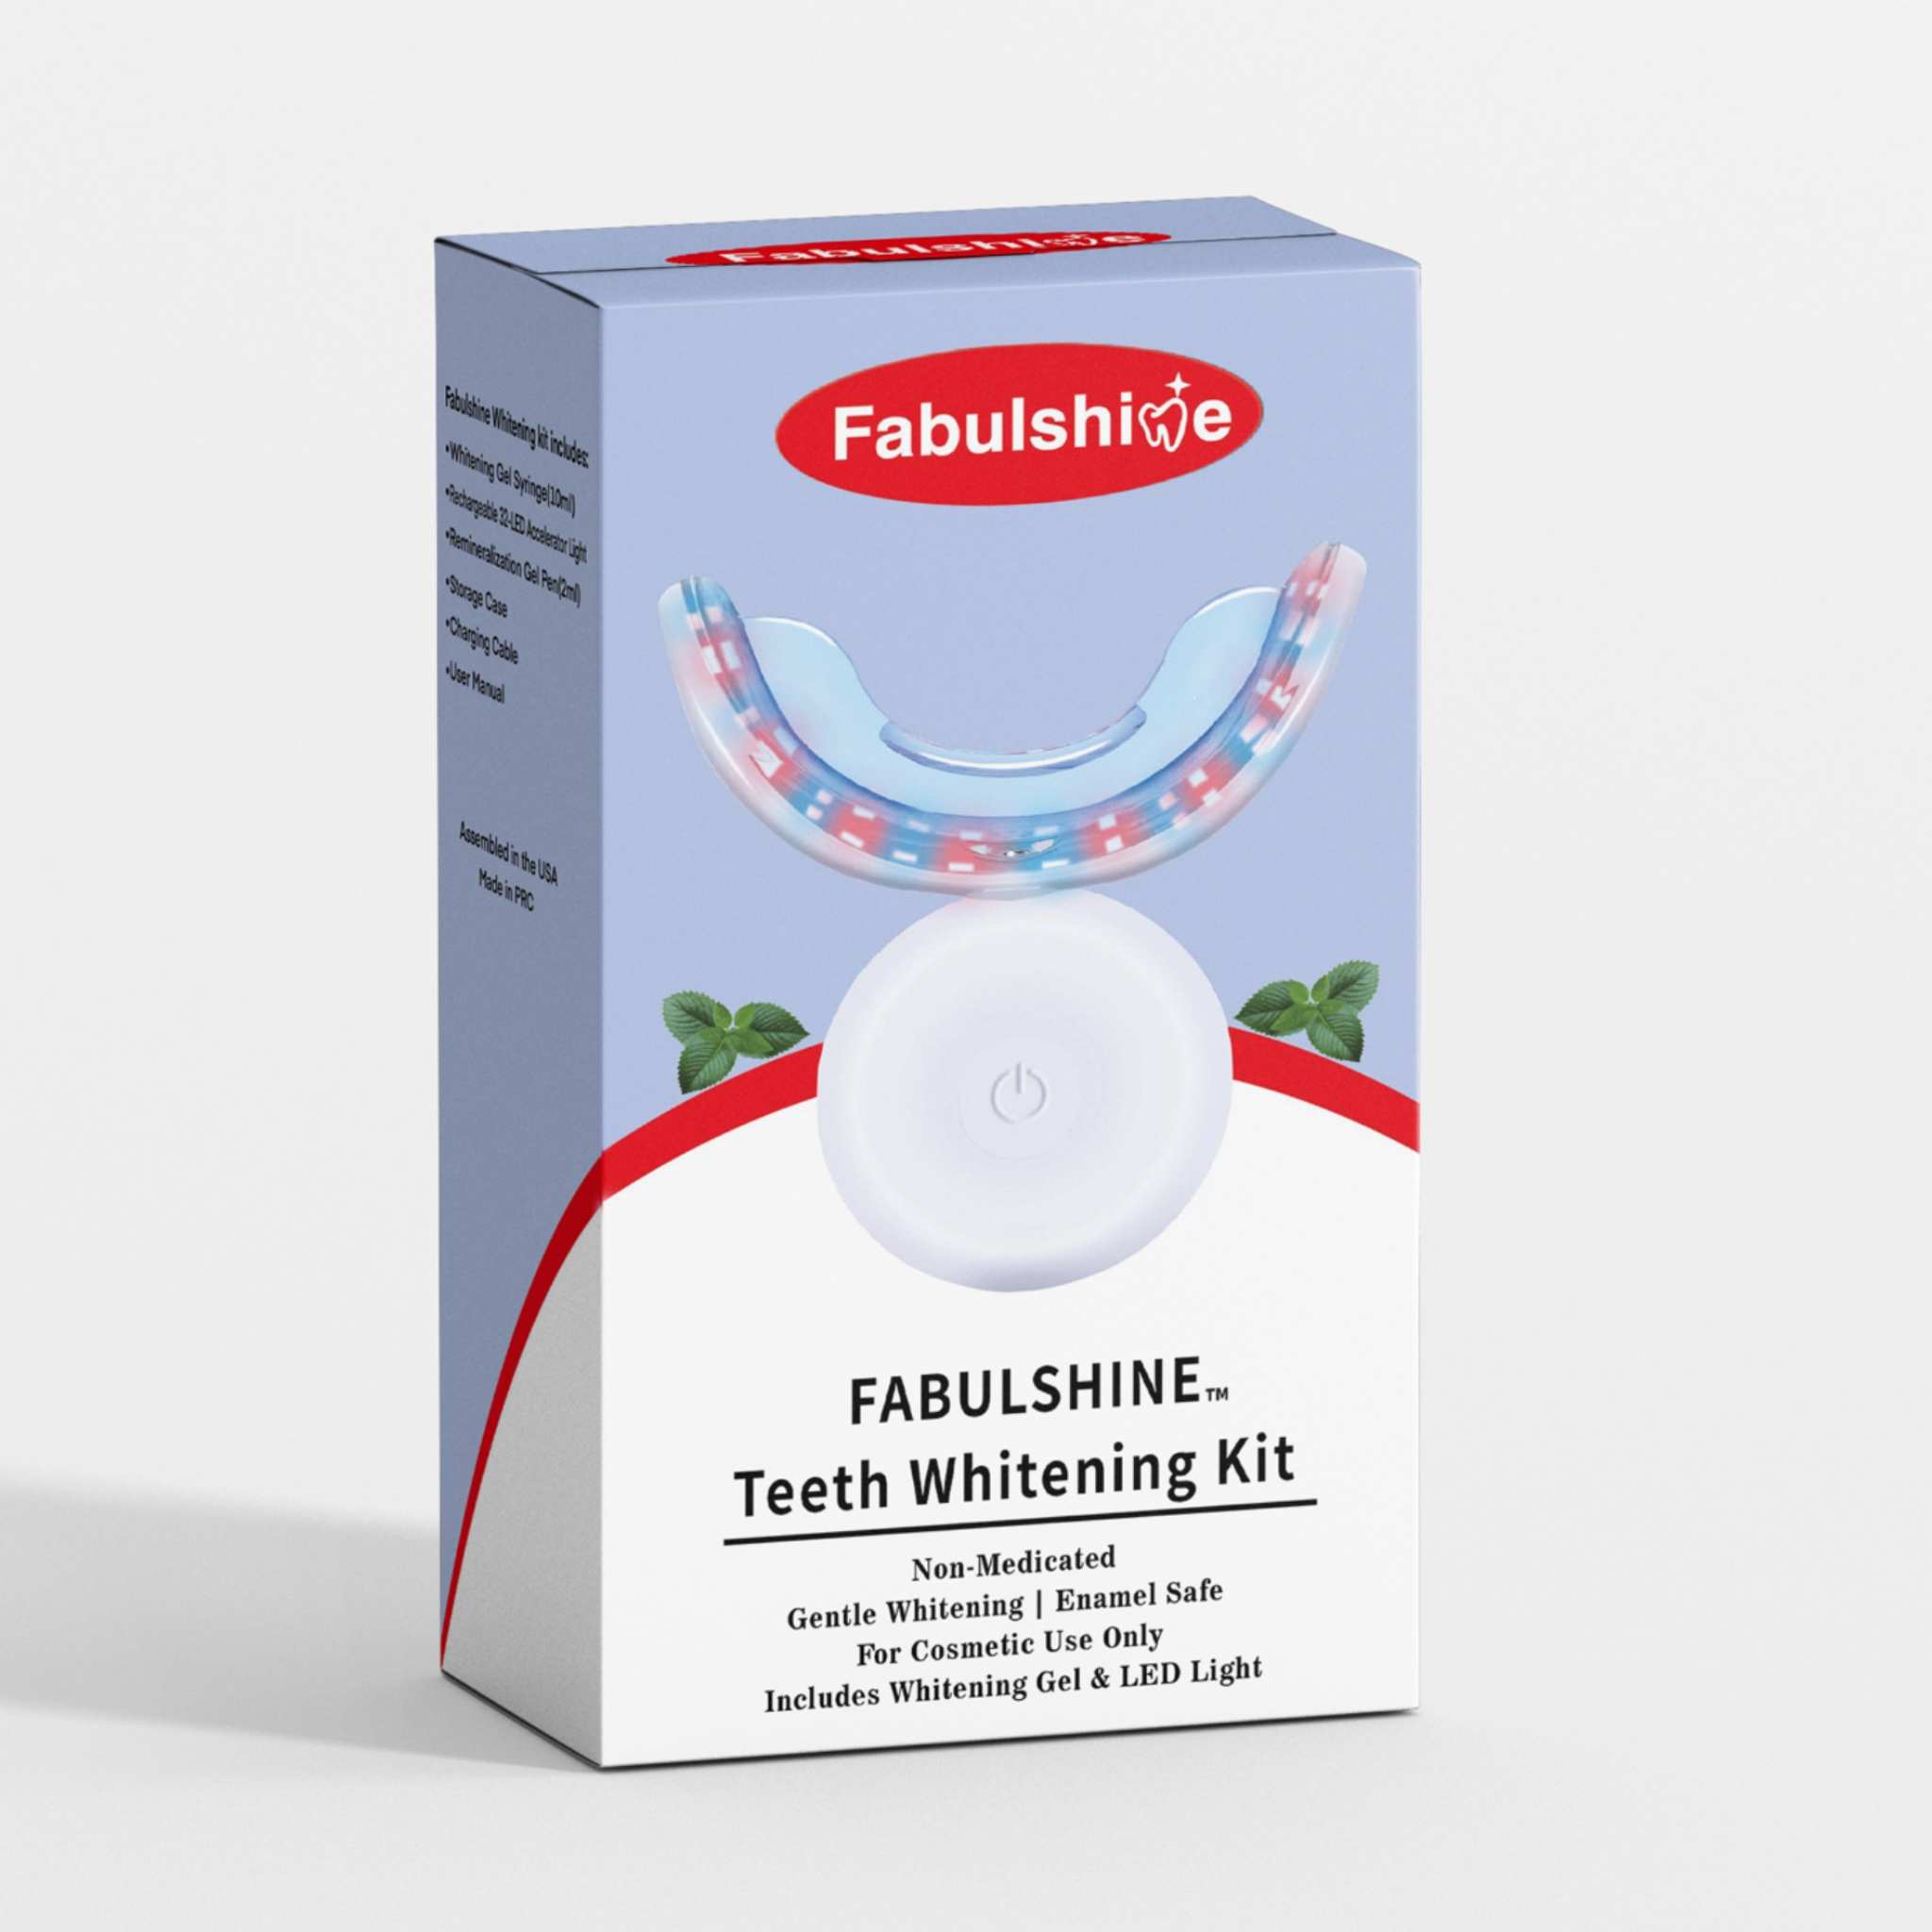 Fabulshine
Fabulshine
Fabulshine Whitening kit includes:
•Whitening Gel Syringe(10ml)
•Rechargeable 32-LED Accelerator Light
•Remineralization Gel Pen(2ml)
•Storage Case
•Charging Cable
•User Manual
Assembled in the USA
Made in PRC
FABULSHINE™
Teeth Whitening Kit
Non-Medicated
Gentle Whitening | Enamel Safe
For Cosmetic Use Only
Includes Whitening Gel & LED Light